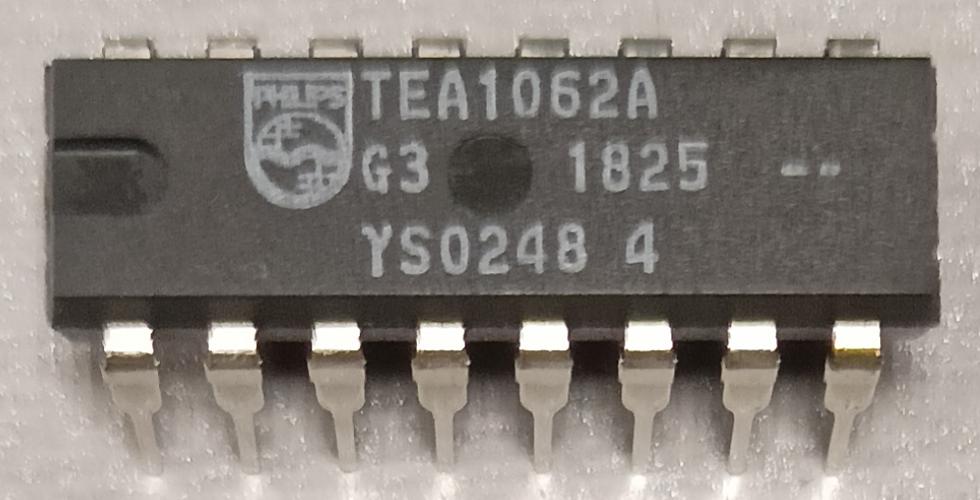 PHILIPS
TEA1062A
G3 1825 --
YS0248 4